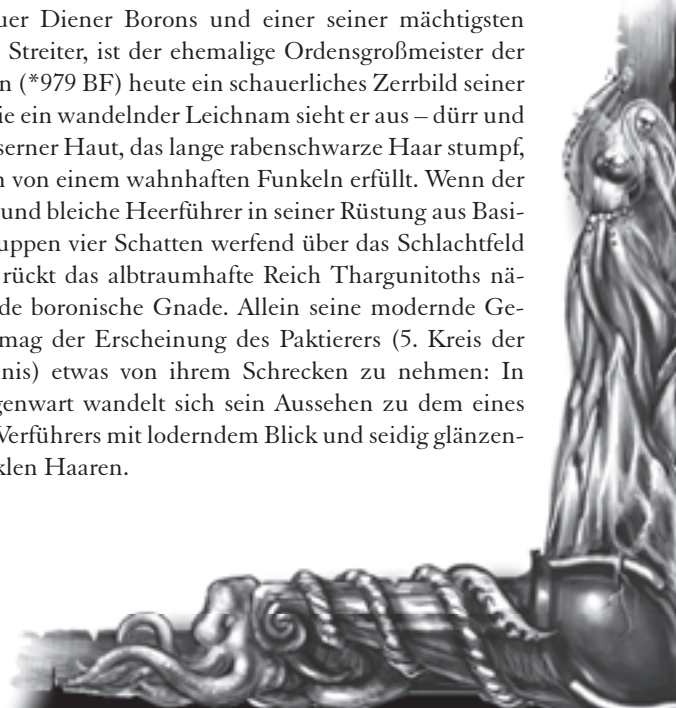 uer Diener Borons und einer seiner mächtigsten
Streiter, ist der ehemalige Ordensgroßmeister der
n (*979 BF) heute ein schauerliches Zerrbild seiner
ie ein wandelnder Leichnam sieht er aus – dürr und
serner Haut, das lange rabenschwarze Haar stumpf,
n von einem wahnhaften Funkeln erfüllt. Wenn der
und bleiche Heerführer in seiner Rüstung aus Basi-
uppen vier Schatten werfend über das Schlachtfeld
rückt das albtraumhafte Reich Thargunitoths nä-
de boronische Gnade. Allein seine modernde Ge-
mag der Erscheinung des Paktierers (5. Kreis der
nis) etwas von ihrem Schrecken zu nehmen: In
genwart wandelt sich sein Aussehen zu dem eines
Verführers mit loderndem Blick und seidig glänzen-
klen Haaren.